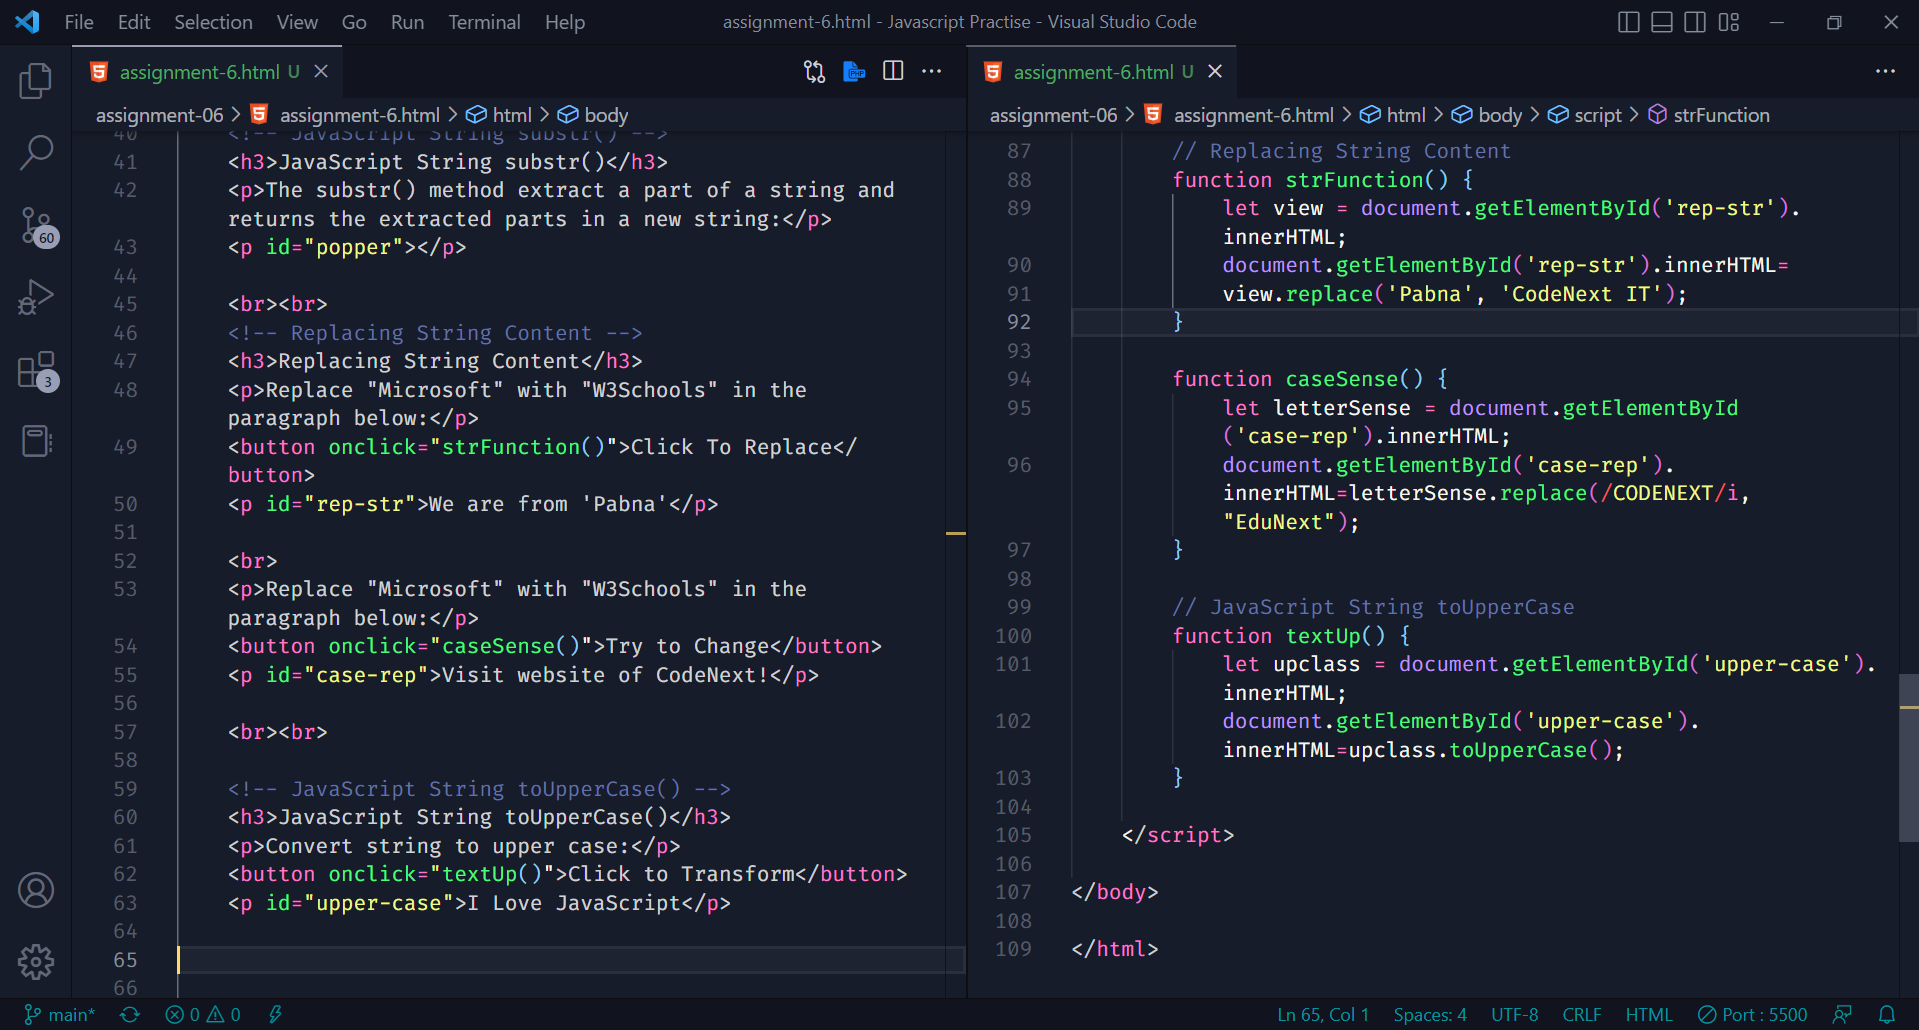 File Edit Selection View Go Run Terminal Help
assignment-6.html - Javascript Practise - Visual Studio Code
assignment-6.html U
assignment-06 > assignment-6.html > html > body
40 <!-- JavaScript String substr() -->
41 <h3>JavaScript String substr()</h3>
42 <p>The substr() method extract a part of a string and
returns the extracted parts in a new string:</p>
43 <p id="popper"></p>
44
45 <br><br>
46 <!-- Replacing String Content -->
47 <h3>Replacing String Content</h3>
48 <p>Replace "Microsoft" with "W3Schools" in the
paragraph below:</p>
49 <button onclick="strFunction()">Click To Replace</
button>
50 <p id="rep-str">We are from 'Pabna'</p>
51
52 <br>
53 <p>Replace "Microsoft" with "W3Schools" in the
paragraph below:</p>
54 <button onclick="caseSense()">Try to Change</button>
55 <p id="case-rep">Visit website of CodeNext!</p>
56
57 <br><br>
58
59 <!-- JavaScript String toUpperCase() -->
60 <h3>JavaScript String toUpperCase()</h3>
61 <p>Convert string to upper case:</p>
62 <button onclick="textUp()">Click to Transform</button>
63 <p id="upper-case">I Love JavaScript</p>
64
65
66
assignment-6.html U
assignment-06 > assignment-6.html > html > body > script > strFunction
87 // Replacing String Content
88 function strFunction() {
89 let view = document.getElementById('rep-str').
innerHTML;
90 document.getElementById('rep-str').innerHTML=
91 view.replace('Pabna', 'CodeNext IT');
92 }
93
94 function caseSense() {
95 let letterSense = document.getElementById
('case-rep').innerHTML;
96 document.getElementById('case-rep').
innerHTML=letterSense.replace(/CODENEXT/i,
"EduNext");
97 }
98
99 // JavaScript String toUpperCase
100 function textUp() {
101 let upclass = document.getElementById('upper-case').
innerHTML;
102 document.getElementById('upper-case').
innerHTML=upclass.toUpperCase();
103 }
104
105 </script>
106
107 </body>
108
109 </html>
60
3
main* 0 0 Ln 65, Col 1 Spaces: 4 UTF-8 CRLF HTML Port : 5500